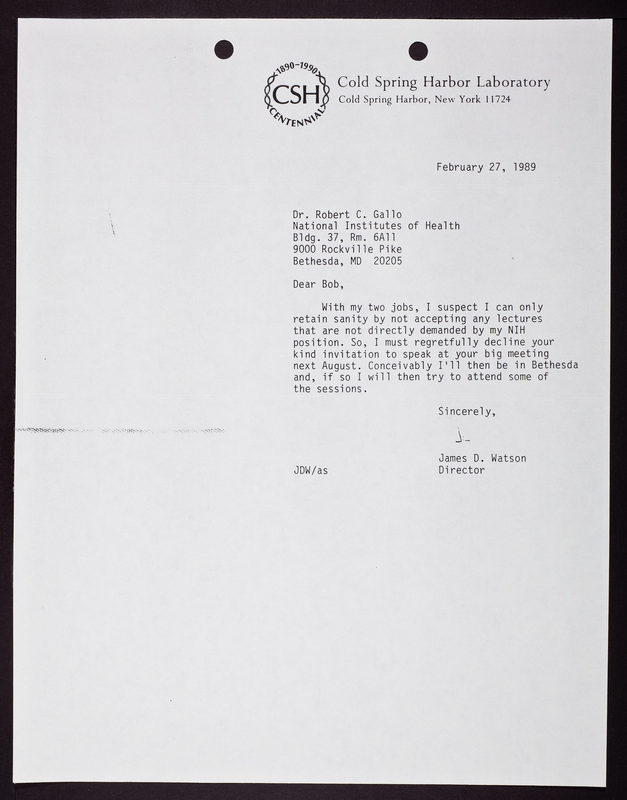 1890-1990
CSH
CENTENNIAL
Cold Spring Harbor Laboratory
Cold Spring Harbor, New York 11724
February 27, 1989
Dr. Robert C. Gallo
National Institutes of Health
Bldg. 37, Rm. 6A11
9000 Rockville Pike
Bethesda, MD  20205
Dear Bob,
With my two jobs, I suspect I can only
retain sanity by not accepting any lectures
that are not directly demanded by my NIH
position. So, I must regretfully decline your
kind invitation to speak at your big meeting
next August. Conceivably I'll then be in Bethesda
and, if so I will then try to attend some of
the sessions.
Sincerely,
James D. Watson
JDW/as Director